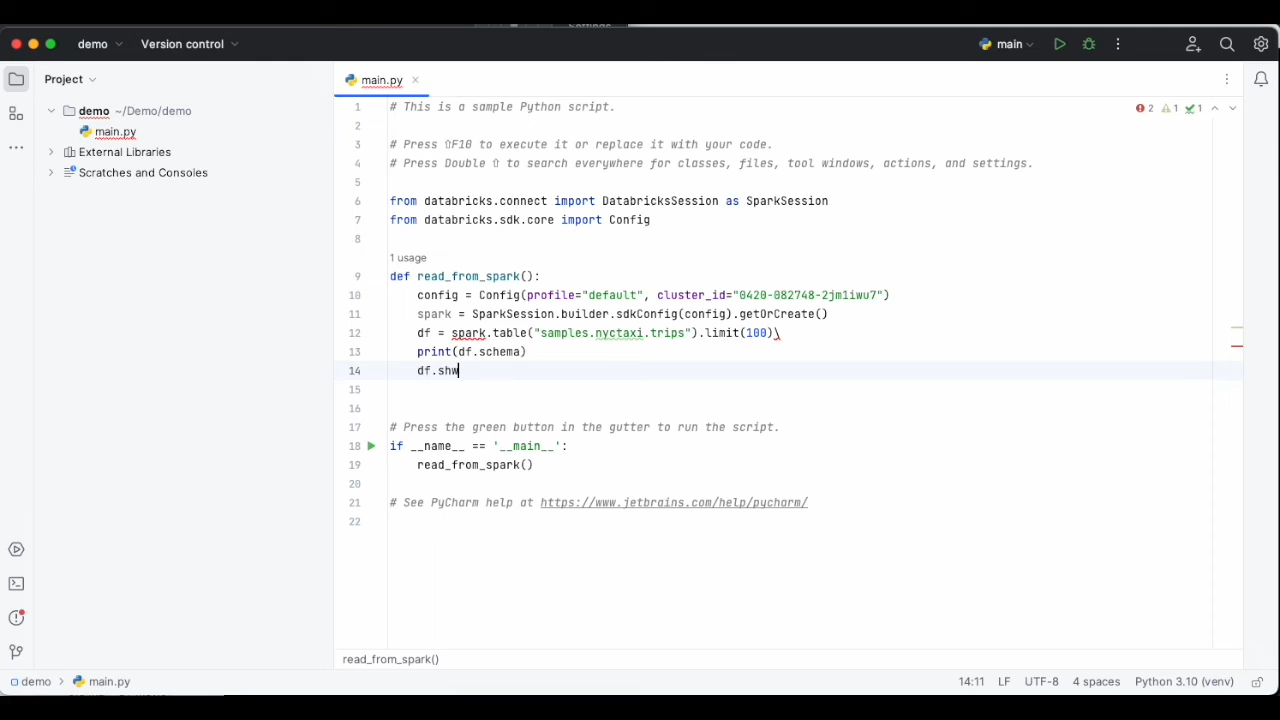 demo Version control main
Project
main.py
2 1 1
demo ~/Demo/demo
main.py
External Libraries
Scratches and Consoles
1 # This is a sample Python script.
2
3 # Press ⇧F10 to execute it or replace it with your code.
4 # Press Double ⇧ to search everywhere for classes, files, tool windows, actions, and settings.
5
6 from databricks.connect import DatabricksSession as SparkSession
7 from databricks.sdk.core import Config
8
1 usage
9 def read_from_spark():
10 config = Config(profile="default", cluster_id="0420-082748-2jm1iwu7")
11 spark = SparkSession.builder.sdkConfig(config).getOrCreate()
12 df = spark.table("samples.nyctaxi.trips").limit(100)\
13 print(df.schema)
14 df.shw
15
16
17 # Press the green button in the gutter to run the script.
18 if __name__ == '__main__':
19 read_from_spark()
20
21 # See PyCharm help at https://www.jetbrains.com/help/pycharm/
22
read_from_spark()
demo > main.py 14:11 LF UTF-8 4 spaces Python 3.10 (venv)